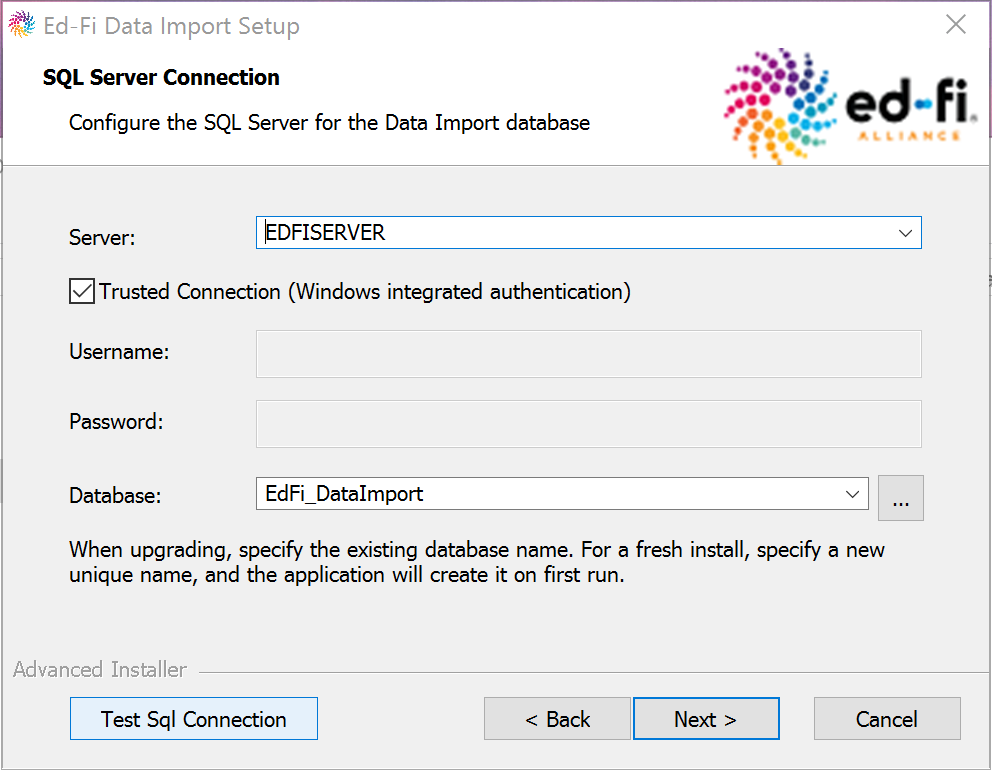 Ed-Fi Data Import Setup
SQL Server Connection
Configure the SQL Server for the Data Import database
ed-fi
ALLIANCE
Server:
EDFISERVER
Trusted Connection (Windows integrated authentication)
Username:
Password:
Database:
EdFi_DataImport
...
When upgrading, specify the existing database name. For a fresh install, specify a new
unique name, and the application will create it on first run.
Advanced Installer
Test Sql Connection
< Back
Next >
Cancel